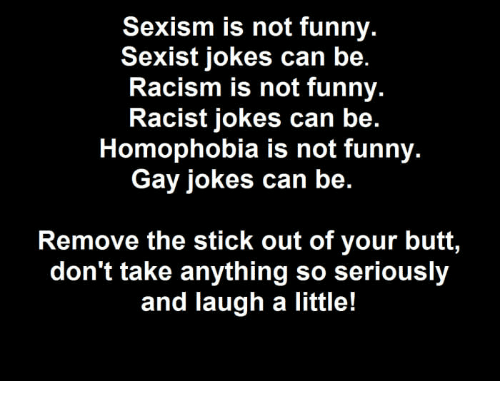 Sexism is not funny.
Sexist jokes can be.
Racism is not funny.
Racist jokes can be.
Homophobia is not funny.
Gay jokes can be.
Remove the stick out of your butt,
don't take anything so seriously
and laugh a little!